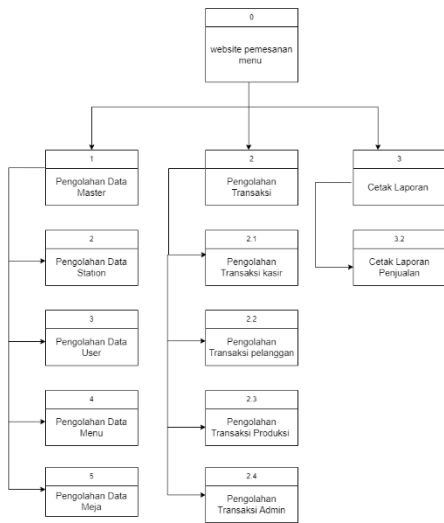 0
website pemesanan
menu
1
Pengolahan Data
Master
2
Pengolahan
Transaksi
3
Cetak Laporan
2
Pengolahan Data
Station
2.1
Pengolahan
Transaksi kasir
3.2
Cetak Laporan
Penjualan
3
Pengolahan Data
User
2.2
Pengolahan
Transaksi pelanggan
4
Pengolahan Data
Menu
2.3
Pengolahan
Transaksi Produksi
5
Pengolahan Data
Meja
2.4
Pengolahan
Transaksi Admin